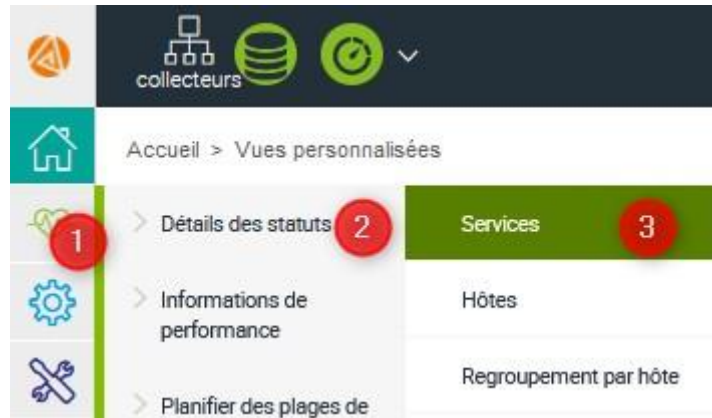 collecteurs
Accueil > Vues personnalisées
1
> Détails des statuts 2
Services 3
> Informations de
performance
Hôtes
Regroupement par hôte
> Planifier des plages de